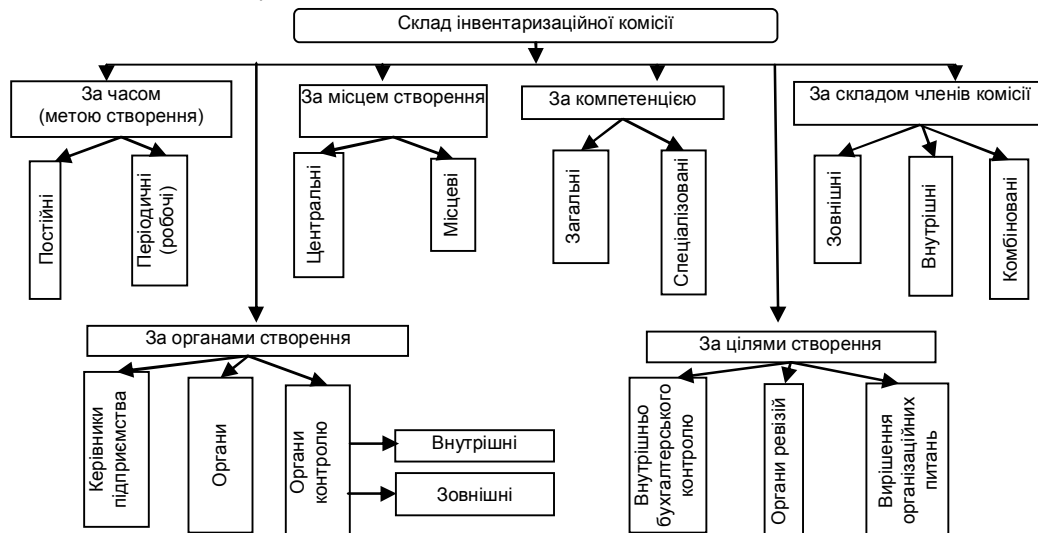 Склад інвентаризаційної комісії
За часом
(метою створення)
За місцем створення
За компетенцією
За складом членів комісії
Постійні
Періодичні
(робочі)
Центральні
Місцеві
Загальні
Спеціалізовані
Зовнішні
Внутрішні
Комбіновані
За органами створення
За цілями створення
Керівники
підприємства
Органи
Органи
контролю
Внутрішні
Зовнішні
Внутрішньо
бухгалтерського
контролю
Органи ревізій
Вирішення
організаційних
питань